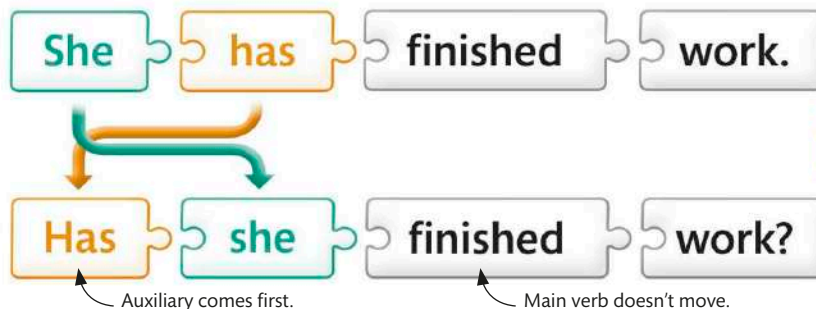 She has finished work.
Has she finished work?
Auxiliary comes first. Main verb doesn't move.